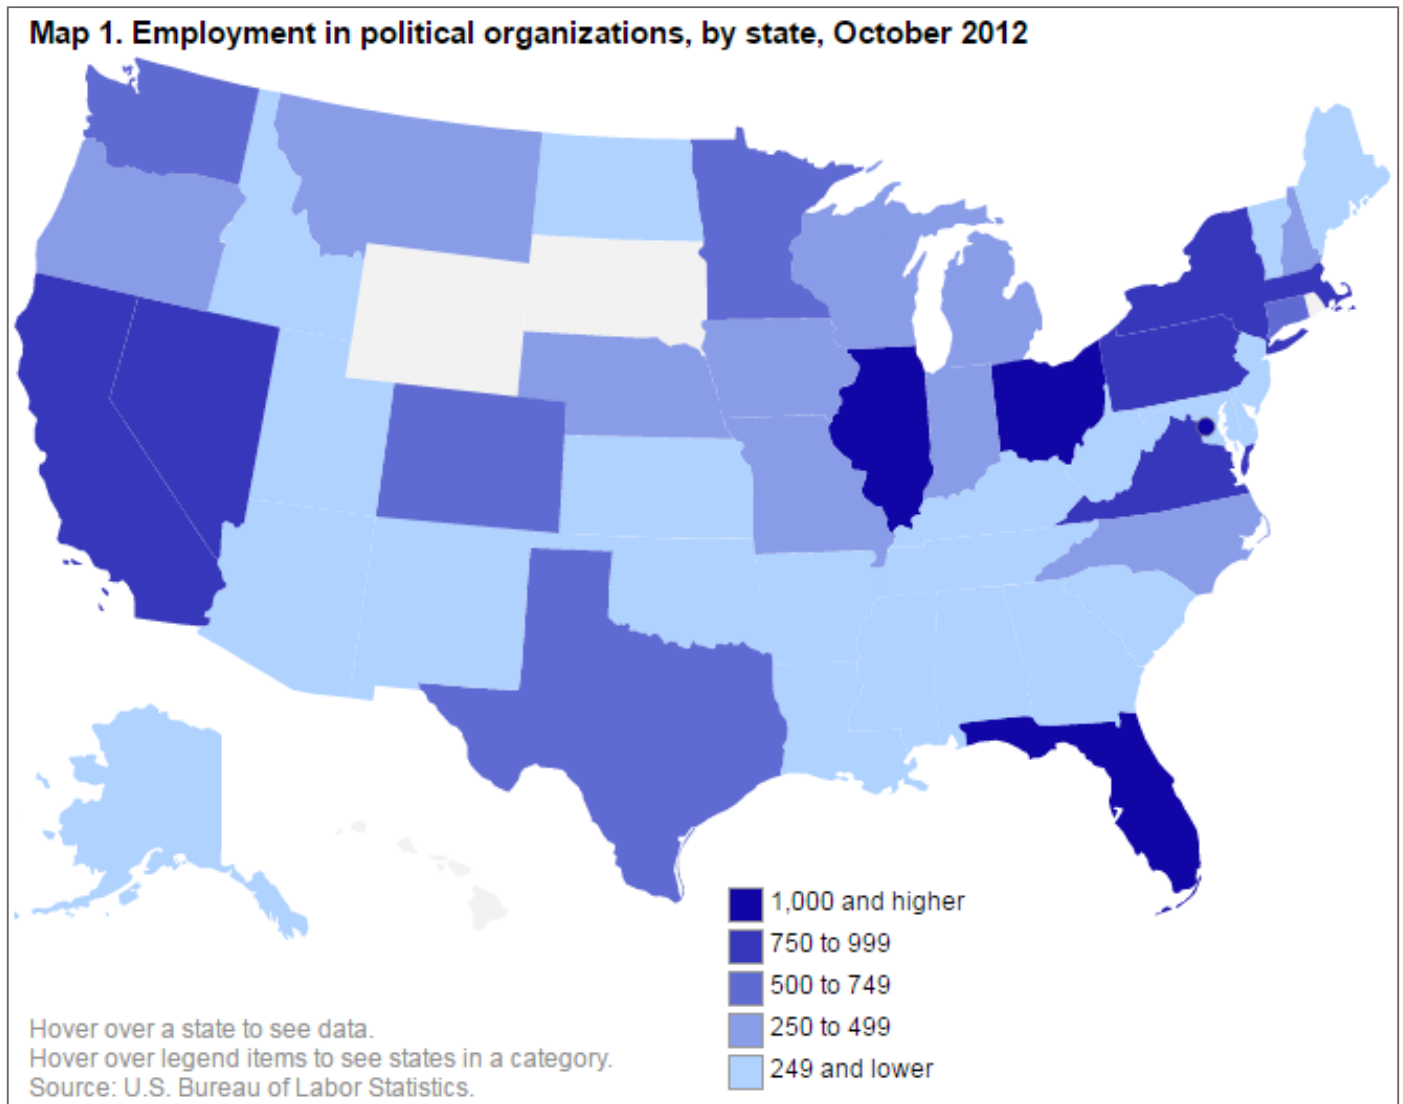 Map 1. Employment in political organizations, by state, October 2012
1,000 and higher
750 to 999
500 to 749
250 to 499
249 and lower
Hover over a state to see data.
Hover over legend items to see states in a category.
Source: U.S. Bureau of Labor Statistics.